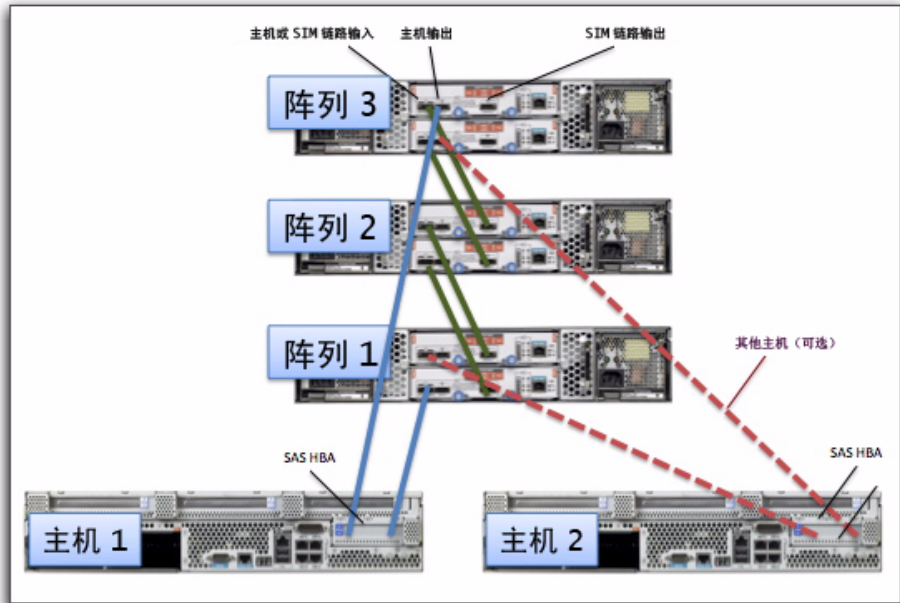 主机或 SIM 链路输入 主机输出 SIM 链路输出
阵列 3
阵列 2
阵列 1
其他主机（可选）
SAS HBA
SAS HBA
主机 1
主机 2